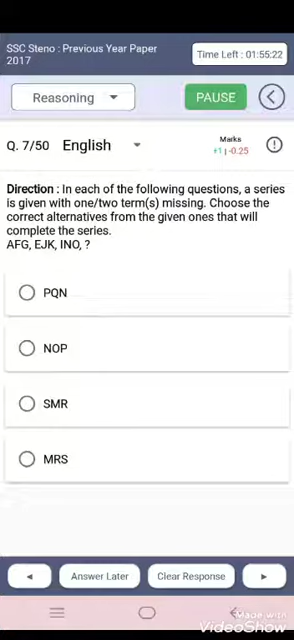 SSC Steno : Previous Year Paper
2017
Time Left : 01:55:22
Reasoning
PAUSE
Q. 7/50 English
Marks
+1 | -0.25
Direction : In each of the following questions, a series
is given with one/two term(s) missing. Choose the
correct alternatives from the given ones that will
complete the series.
AFG, EJK, INO, ?
PQN
NOP
SMR
MRS
Answer Later
Clear Response
Made with
VideoShow